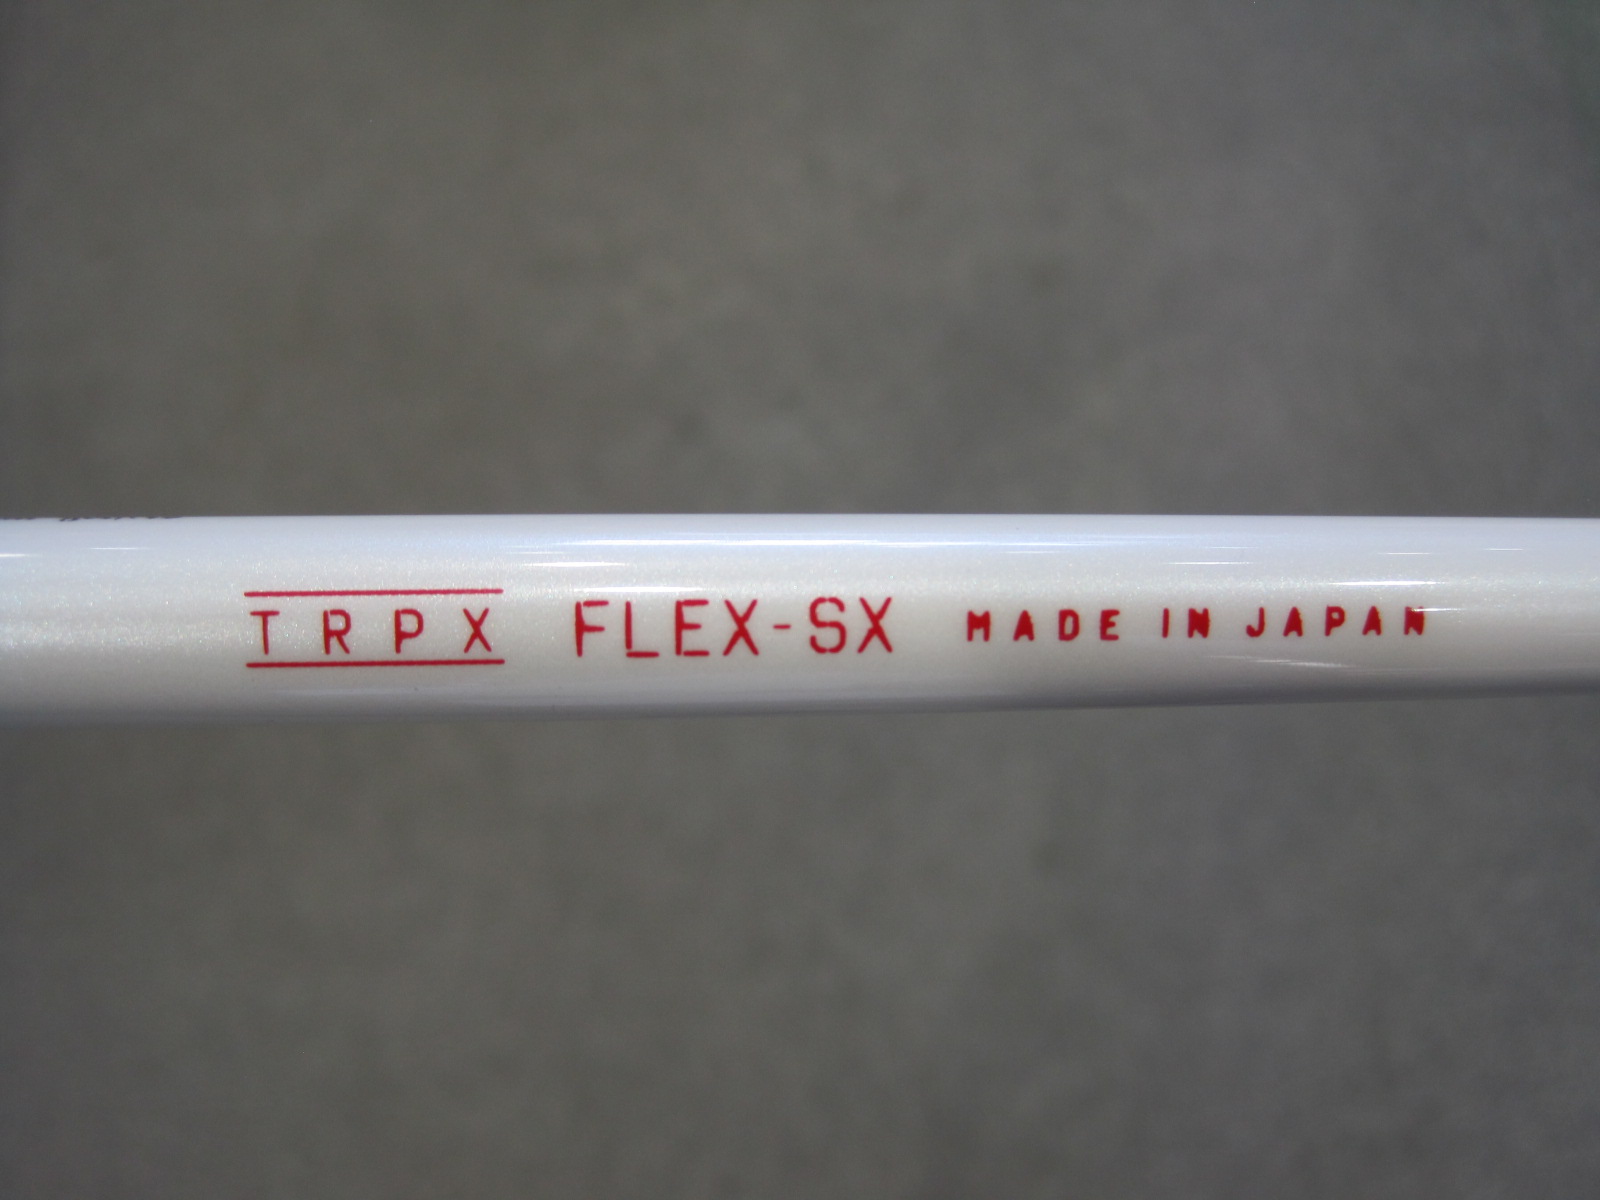 TRPX FLEX-SX MADE IN JAPAN